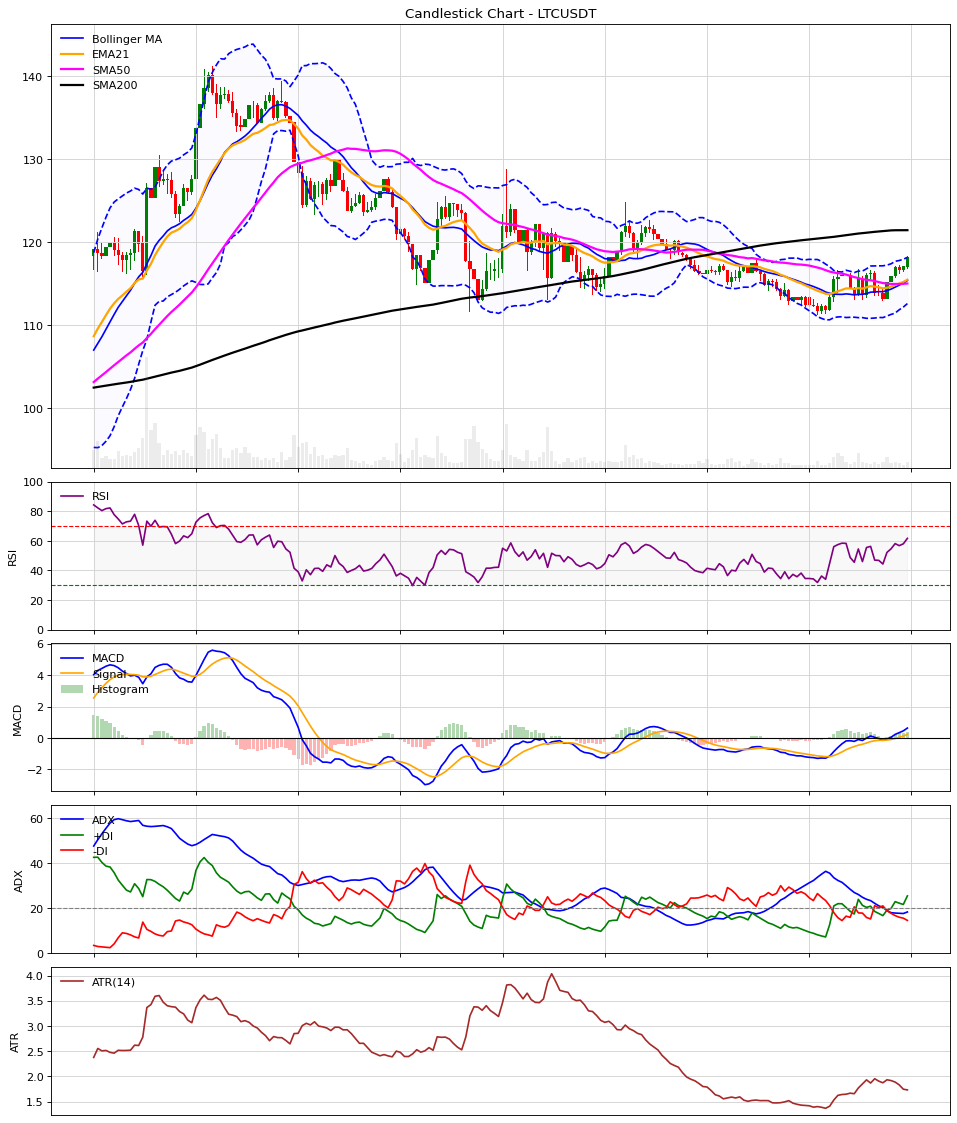 Candlestick Chart - LTCUSDT
Bollinger MA
EMA21
SMA50
SMA200
140
130
120
110
100
RSI
100
80
60
40
20
0
RSI
MACD
Signal
Histogram
6
4
2
0
−2
MACD
ADX
+DI
-DI
60
40
20
0
ADX
ATR(14)
4.0
3.5
3.0
2.5
2.0
1.5
ATR